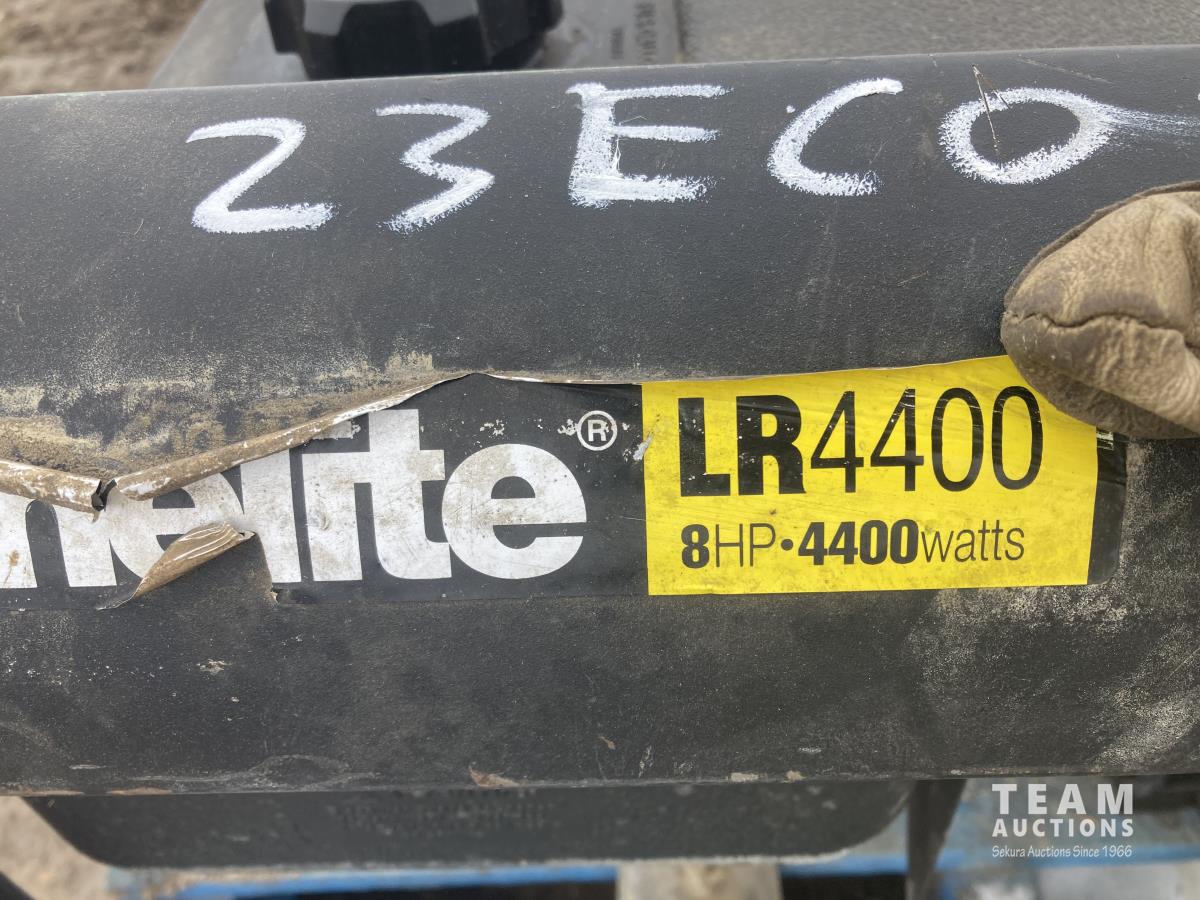 23ECO
melite®
LR4400
8HP•4400watts
TEAM
AUCTIONS
Sekura Auctions Since 1966